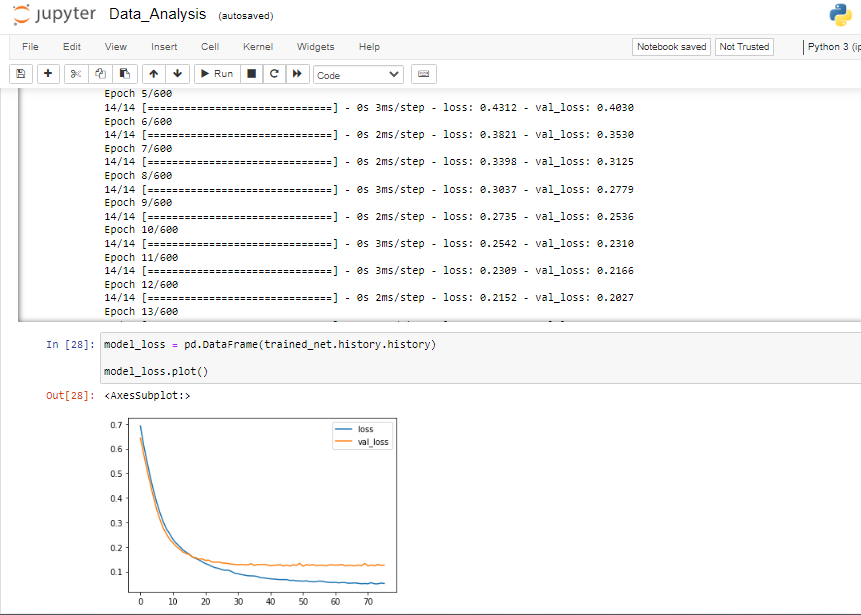 jupyter Data_Analysis (autosaved)
File Edit View Insert Cell Kernel Widgets Help
Notebook saved Not Trusted Python 3 (ip
Run Code
Epoch 5/600
14/14 [==============================] - 0s 3ms/step - loss: 0.4312 - val_loss: 0.4030
Epoch 6/600
14/14 [==============================] - 0s 2ms/step - loss: 0.3821 - val_loss: 0.3530
Epoch 7/600
14/14 [==============================] - 0s 2ms/step - loss: 0.3398 - val_loss: 0.3125
Epoch 8/600
14/14 [==============================] - 0s 3ms/step - loss: 0.3037 - val_loss: 0.2779
Epoch 9/600
14/14 [==============================] - 0s 2ms/step - loss: 0.2735 - val_loss: 0.2536
Epoch 10/600
14/14 [==============================] - 0s 3ms/step - loss: 0.2542 - val_loss: 0.2310
Epoch 11/600
14/14 [==============================] - 0s 3ms/step - loss: 0.2309 - val_loss: 0.2166
Epoch 12/600
14/14 [==============================] - 0s 2ms/step - loss: 0.2152 - val_loss: 0.2027
Epoch 13/600
In [28]: model_loss = pd.DataFrame(trained_net.history.history)
model_loss.plot()
Out[28]: <AxesSubplot:>
0.7
0.6
0.5
0.4
0.3
0.2
0.1
loss
val_loss
0 10 20 30 40 50 60 70